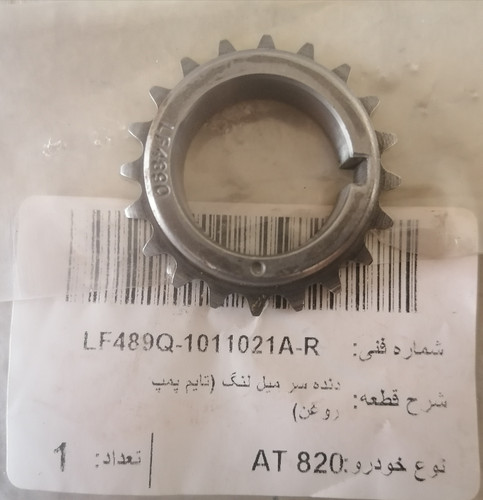 LF489Q
شماره فنی: LF489Q-1011021A-R
شرح قطعه: دنده سر میل لنگ (تایم پمپ
روغن)
نوع خودرو: AT 820
تعداد: 1